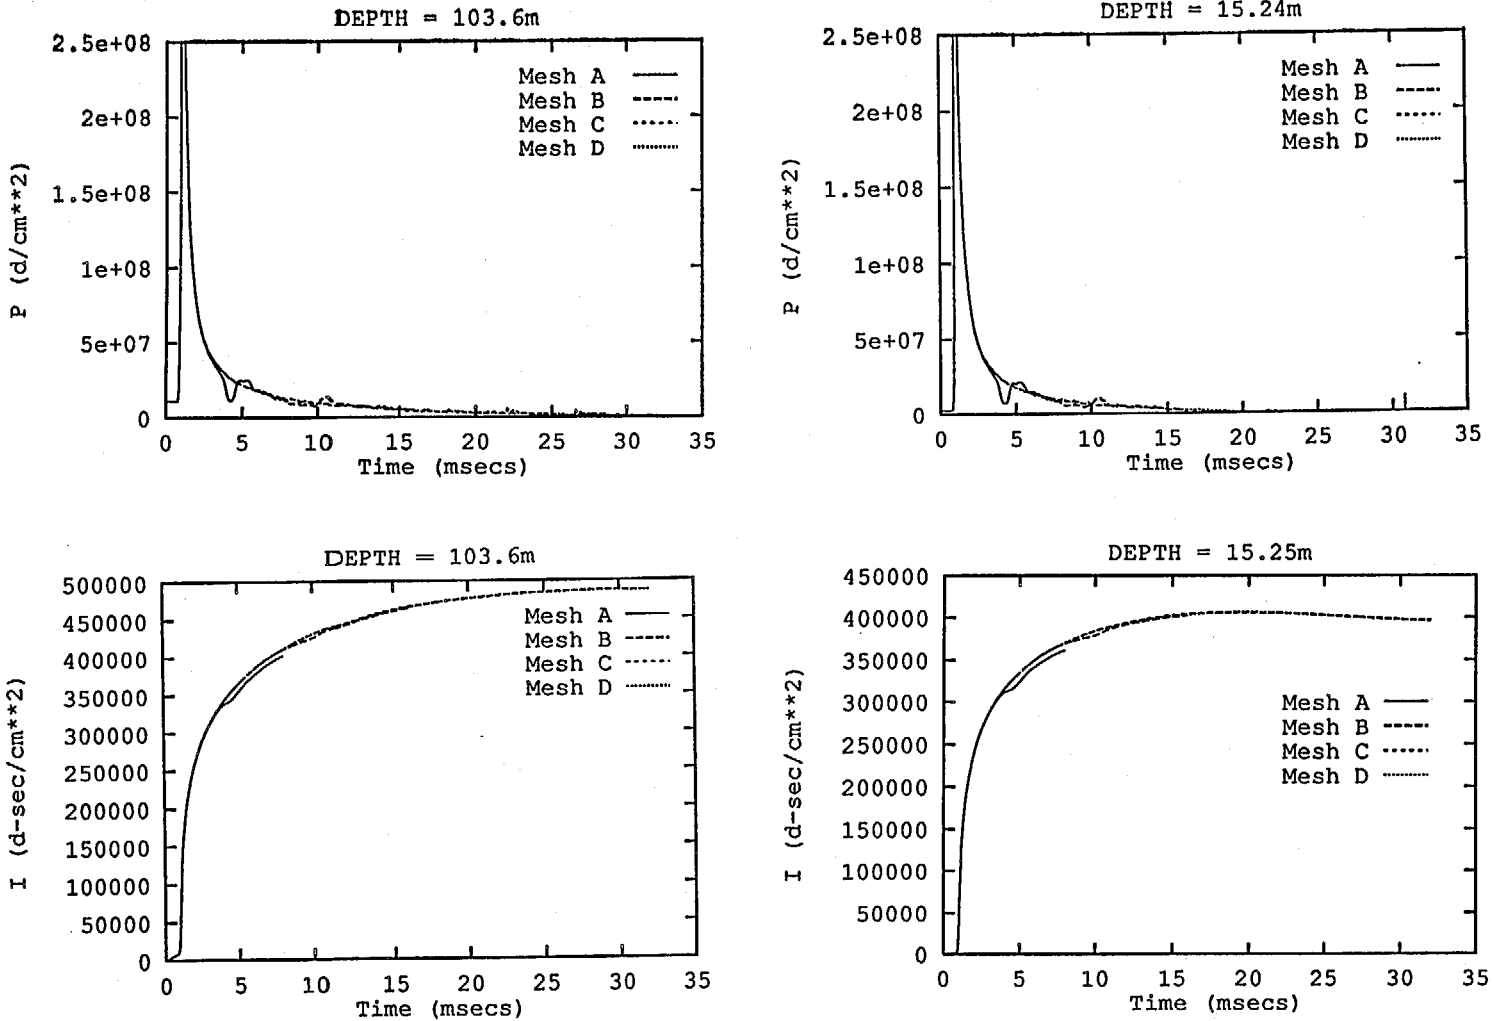 DEPTH = 103.6m
2.5e+08
2e+08
1.5e+08
1e+08
5e+07
0
P (d/cm**2)
Mesh A
Mesh B
Mesh C
Mesh D
0 5 10 15 20 25 30 35
Time (msecs)
DEPTH = 15.24m
2.5e+08
2e+08
1.5e+08
1e+08
5e+07
0
P (d/cm**2)
Mesh A
Mesh B
Mesh C
Mesh D
0 5 10 15 20 25 30 35
Time (msecs)
DEPTH = 103.6m
500000
450000
400000
350000
300000
250000
200000
150000
100000
50000
0
I (d-sec/cm**2)
Mesh A
Mesh B
Mesh C
Mesh D
0 5 10 15 20 25 30 35
Time (msecs)
DEPTH = 15.25m
450000
400000
350000
300000
250000
200000
150000
100000
50000
0
I (d-sec/cm**2)
Mesh A
Mesh B
Mesh C
Mesh D
0 5 10 15 20 25 30 35
Time (msecs)